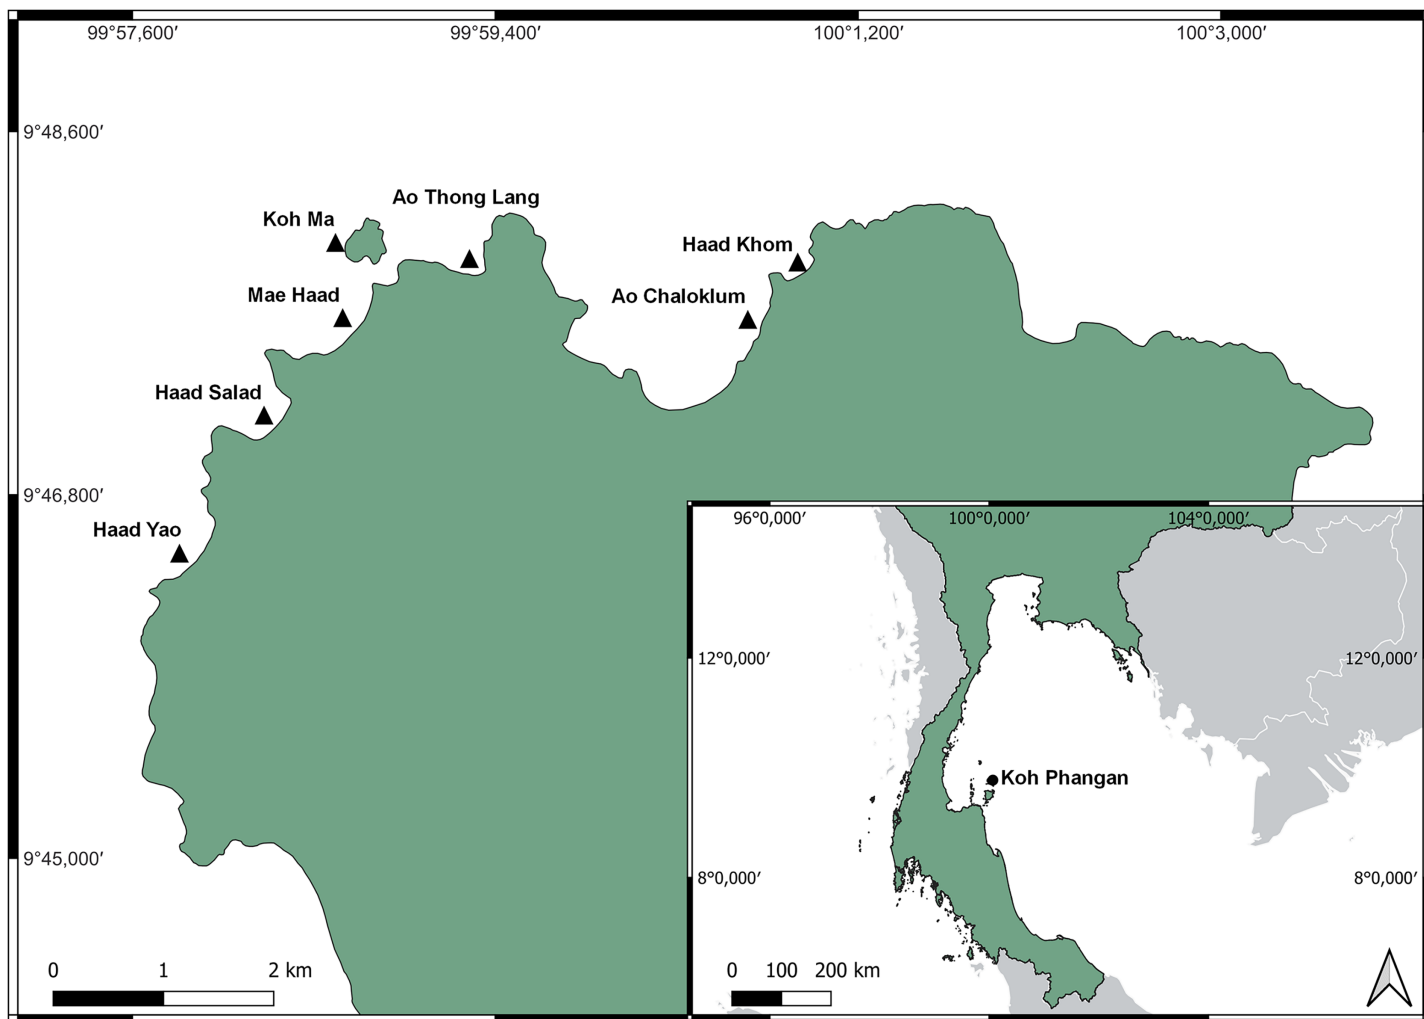 99°57,600′ 99°59,400′ 100°1,200′ 100°3,000′
9°48,600′
Ao Thong Lang
Koh Ma
Haad Khom
Mae Haad
Ao Chaloklum
Haad Salad
9°46,800′
96°0,000′ 100°0,000′ 104°0,000′
Haad Yao
12°0,000′ 12°0,000′
Koh Phangan
9°45,000′
8°0,000′ 8°0,000′
0 1 2 km
0 100 200 km